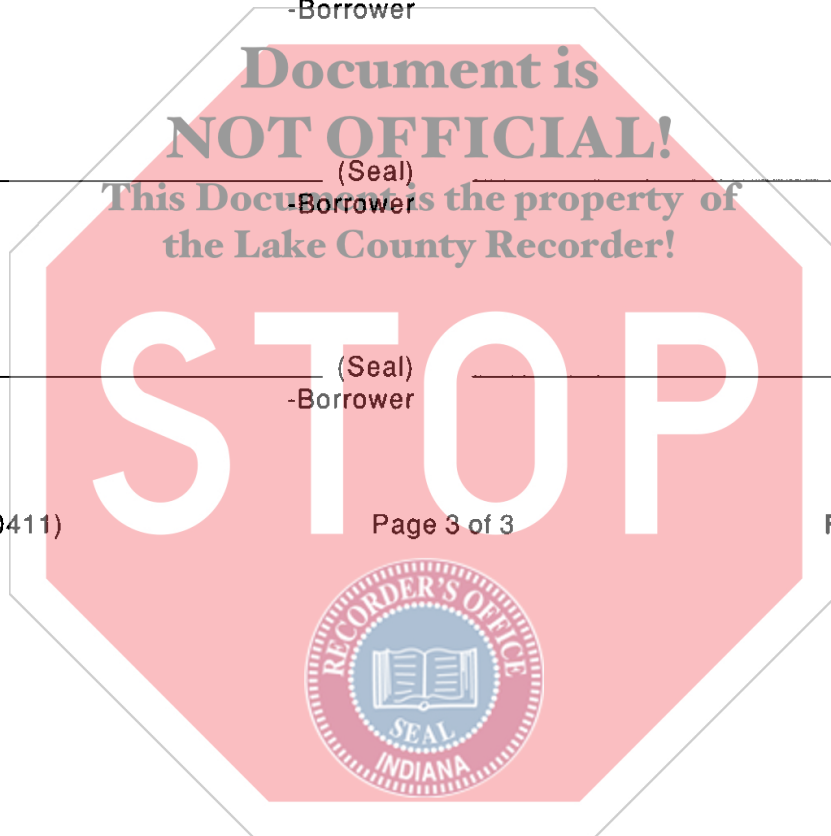 -Borrower
Document is
NOT OFFICIAL!
(Seal)
This Document is the property of
-Borrower
the Lake County Recorder!
STOP
(Seal)
-Borrower
0411) Page 3 of 3
RECORDER'S OFFICE
SEAL
INDIANA